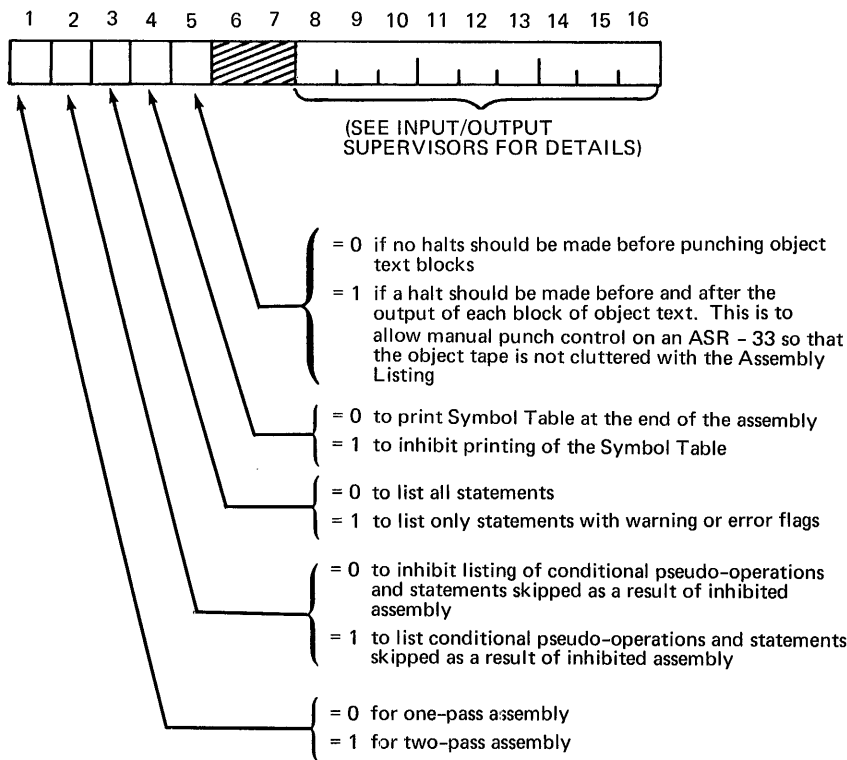 1 2 3 4 5 6 7 8 9 10 11 12 13 14 15 16
(SEE INPUT/OUTPUT
SUPERVISORS FOR DETAILS)
= 0 if no halts should be made before punching object
text blocks
= 1 if a halt should be made before and after the
output of each block of object text. This is to
allow manual punch control on an ASR - 33 so that
the object tape is not cluttered with the Assembly
Listing
= 0 to print Symbol Table at the end of the assembly
= 1 to inhibit printing of the Symbol Table
= 0 to list all statements
= 1 to list only statements with warning or error flags
= 0 to inhibit listing of conditional pseudo-operations
and statements skipped as a result of inhibited
assembly
= 1 to list conditional pseudo-operations and statements
skipped as a result of inhibited assembly
= 0 for one-pass assembly
= 1 for two-pass assembly